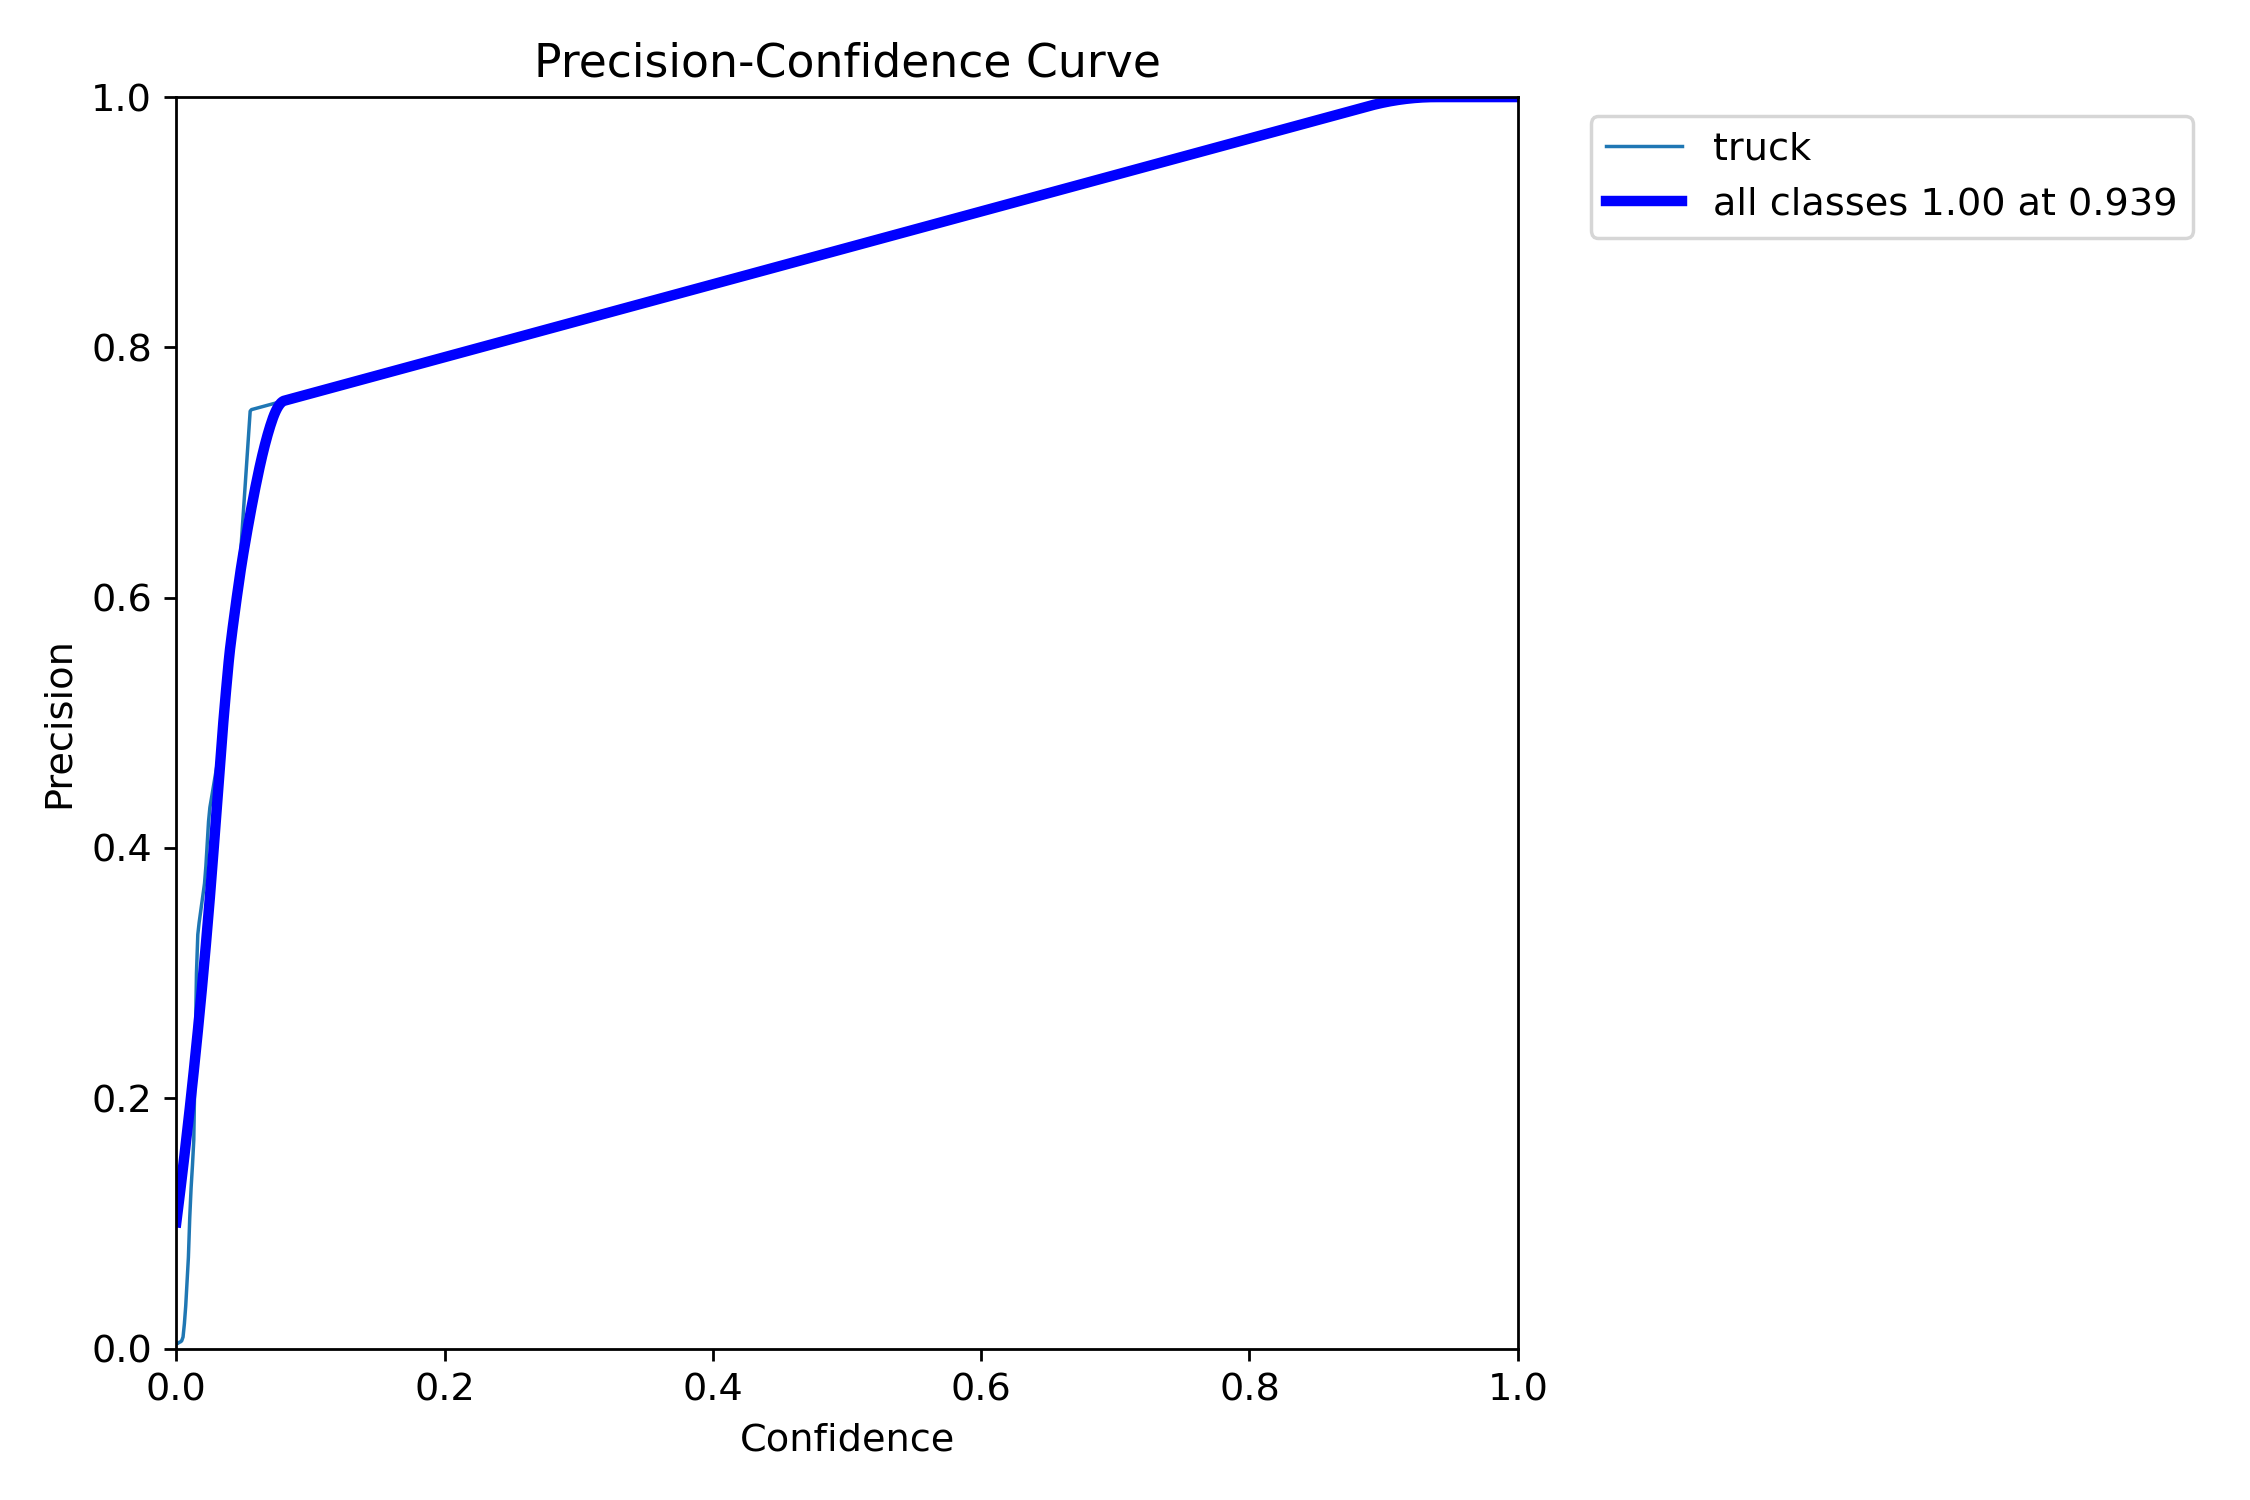 Precision-Confidence Curve
1.0
0.8
0.6
0.4
0.2
0.0
Precision
0.0 0.2 0.4 0.6 0.8 1.0
Confidence
truck
all classes 1.00 at 0.939